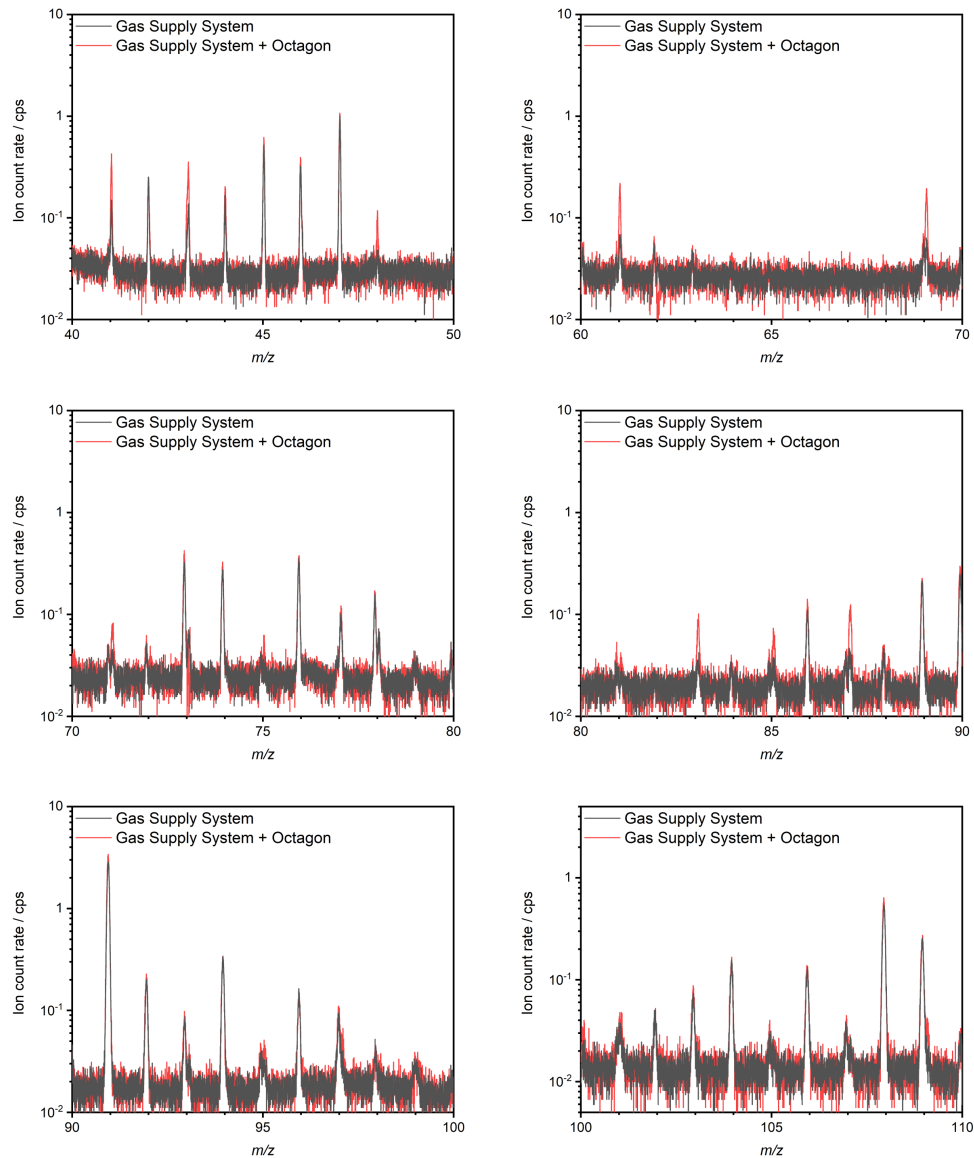 Gas Supply System
Gas Supply System + Octagon
Ion count rate / cps
10
1
10-1
10-2
40
45
50
m/z
Gas Supply System
Gas Supply System + Octagon
Ion count rate / cps
10
1
10-1
10-2
60
65
70
m/z
Gas Supply System
Gas Supply System + Octagon
Ion count rate / cps
10
1
10-1
10-2
70
75
80
m/z
Gas Supply System
Gas Supply System + Octagon
Ion count rate / cps
10
1
10-1
10-2
80
85
90
m/z
Gas Supply System
Gas Supply System + Octagon
Ion count rate / cps
10
1
10-1
10-2
90
95
100
m/z
Gas Supply System
Gas Supply System + Octagon
Ion count rate / cps
1
10-1
10-2
100
105
110
m/z